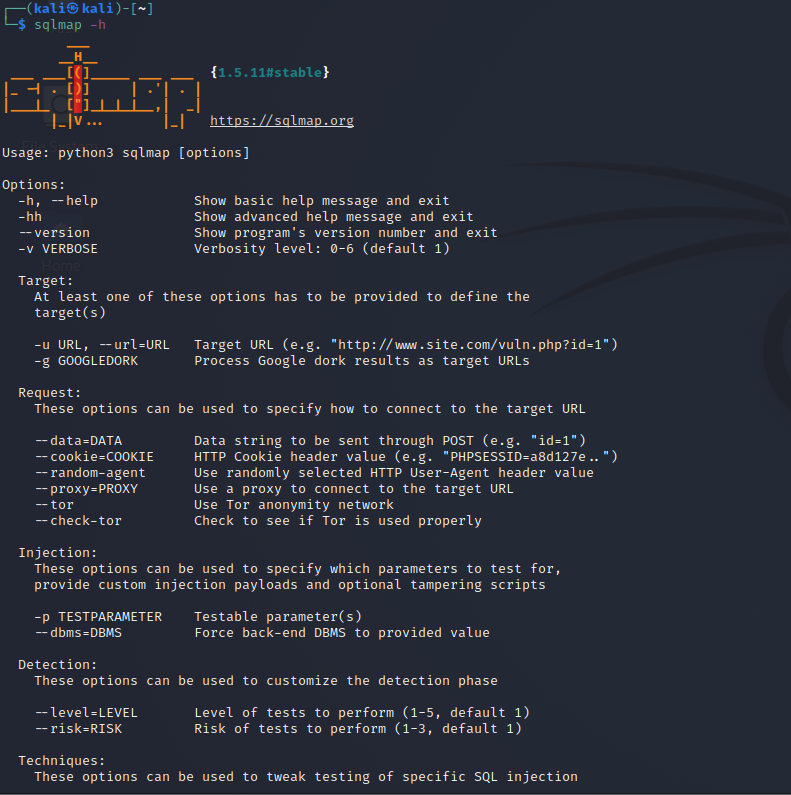 ┌──(kali㉿kali)-[~]
└─$ sqlmap -h
        ___
       __H__
 ___ ___[(]_____ ___ ___  {1.5.11#stable}
|_ -| . [)]     | .'| . |
|___|_  ["]_|_|_|__,|  _|
      |_|V...       |_|   https://sqlmap.org
Usage: python3 sqlmap [options]
Options:
  -h, --help            Show basic help message and exit
  -hh                   Show advanced help message and exit
  --version             Show program's version number and exit
  -v VERBOSE            Verbosity level: 0-6 (default 1)
  Target:
    At least one of these options has to be provided to define the
    target(s)
    -u URL, --url=URL   Target URL (e.g. "http://www.site.com/vuln.php?id=1")
    -g GOOGLEDORK       Process Google dork results as target URLs
  Request:
    These options can be used to specify how to connect to the target URL
    --data=DATA         Data string to be sent through POST (e.g. "id=1")
    --cookie=COOKIE     HTTP Cookie header value (e.g. "PHPSESSID=a8d127e..")
    --random-agent      Use randomly selected HTTP User-Agent header value
    --proxy=PROXY       Use a proxy to connect to the target URL
    --tor               Use Tor anonymity network
    --check-tor         Check to see if Tor is used properly
  Injection:
    These options can be used to specify which parameters to test for,
    provide custom injection payloads and optional tampering scripts
    -p TESTPARAMETER    Testable parameter(s)
    --dbms=DBMS         Force back-end DBMS to provided value
  Detection:
    These options can be used to customize the detection phase
    --level=LEVEL       Level of tests to perform (1-5, default 1)
    --risk=RISK         Risk of tests to perform (1-3, default 1)
  Techniques:
    These options can be used to tweak testing of specific SQL injection